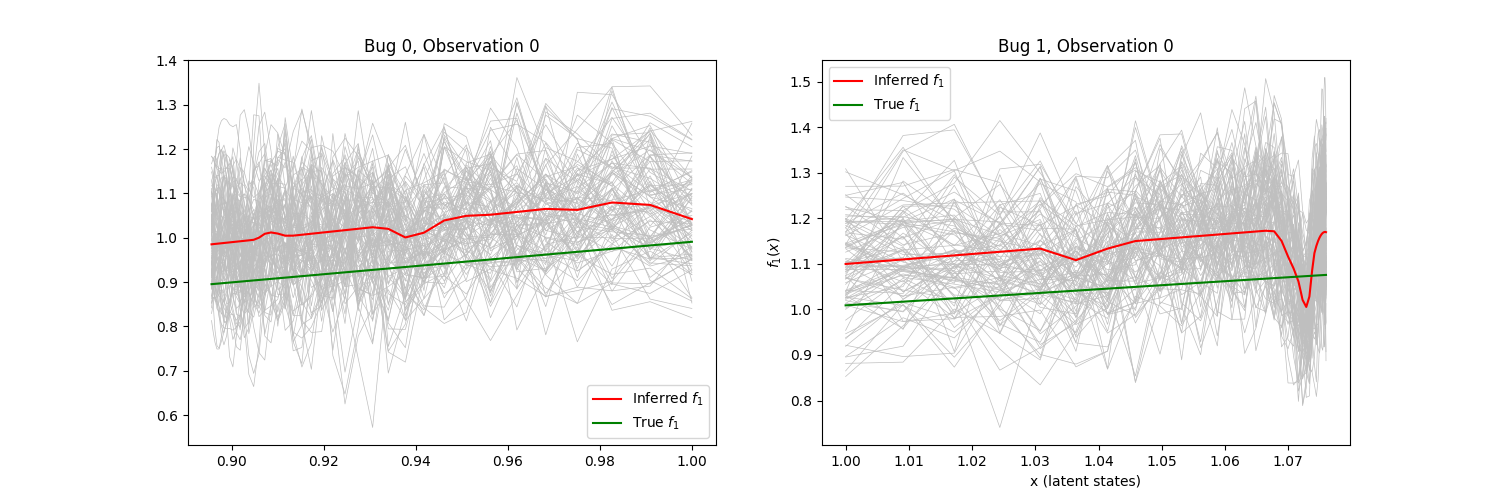 Bug 0, Observation 0
1.4
1.3
1.2
1.1
1.0
0.9
0.8
0.7
0.6
Inferred f₁
True f₁
0.90 0.92 0.94 0.96 0.98 1.00
Bug 1, Observation 0
Inferred f₁
True f₁
f₁(x)
1.5
1.4
1.3
1.2
1.1
1.0
0.9
0.8
1.00 1.01 1.02 1.03 1.04 1.05 1.06 1.07
x (latent states)